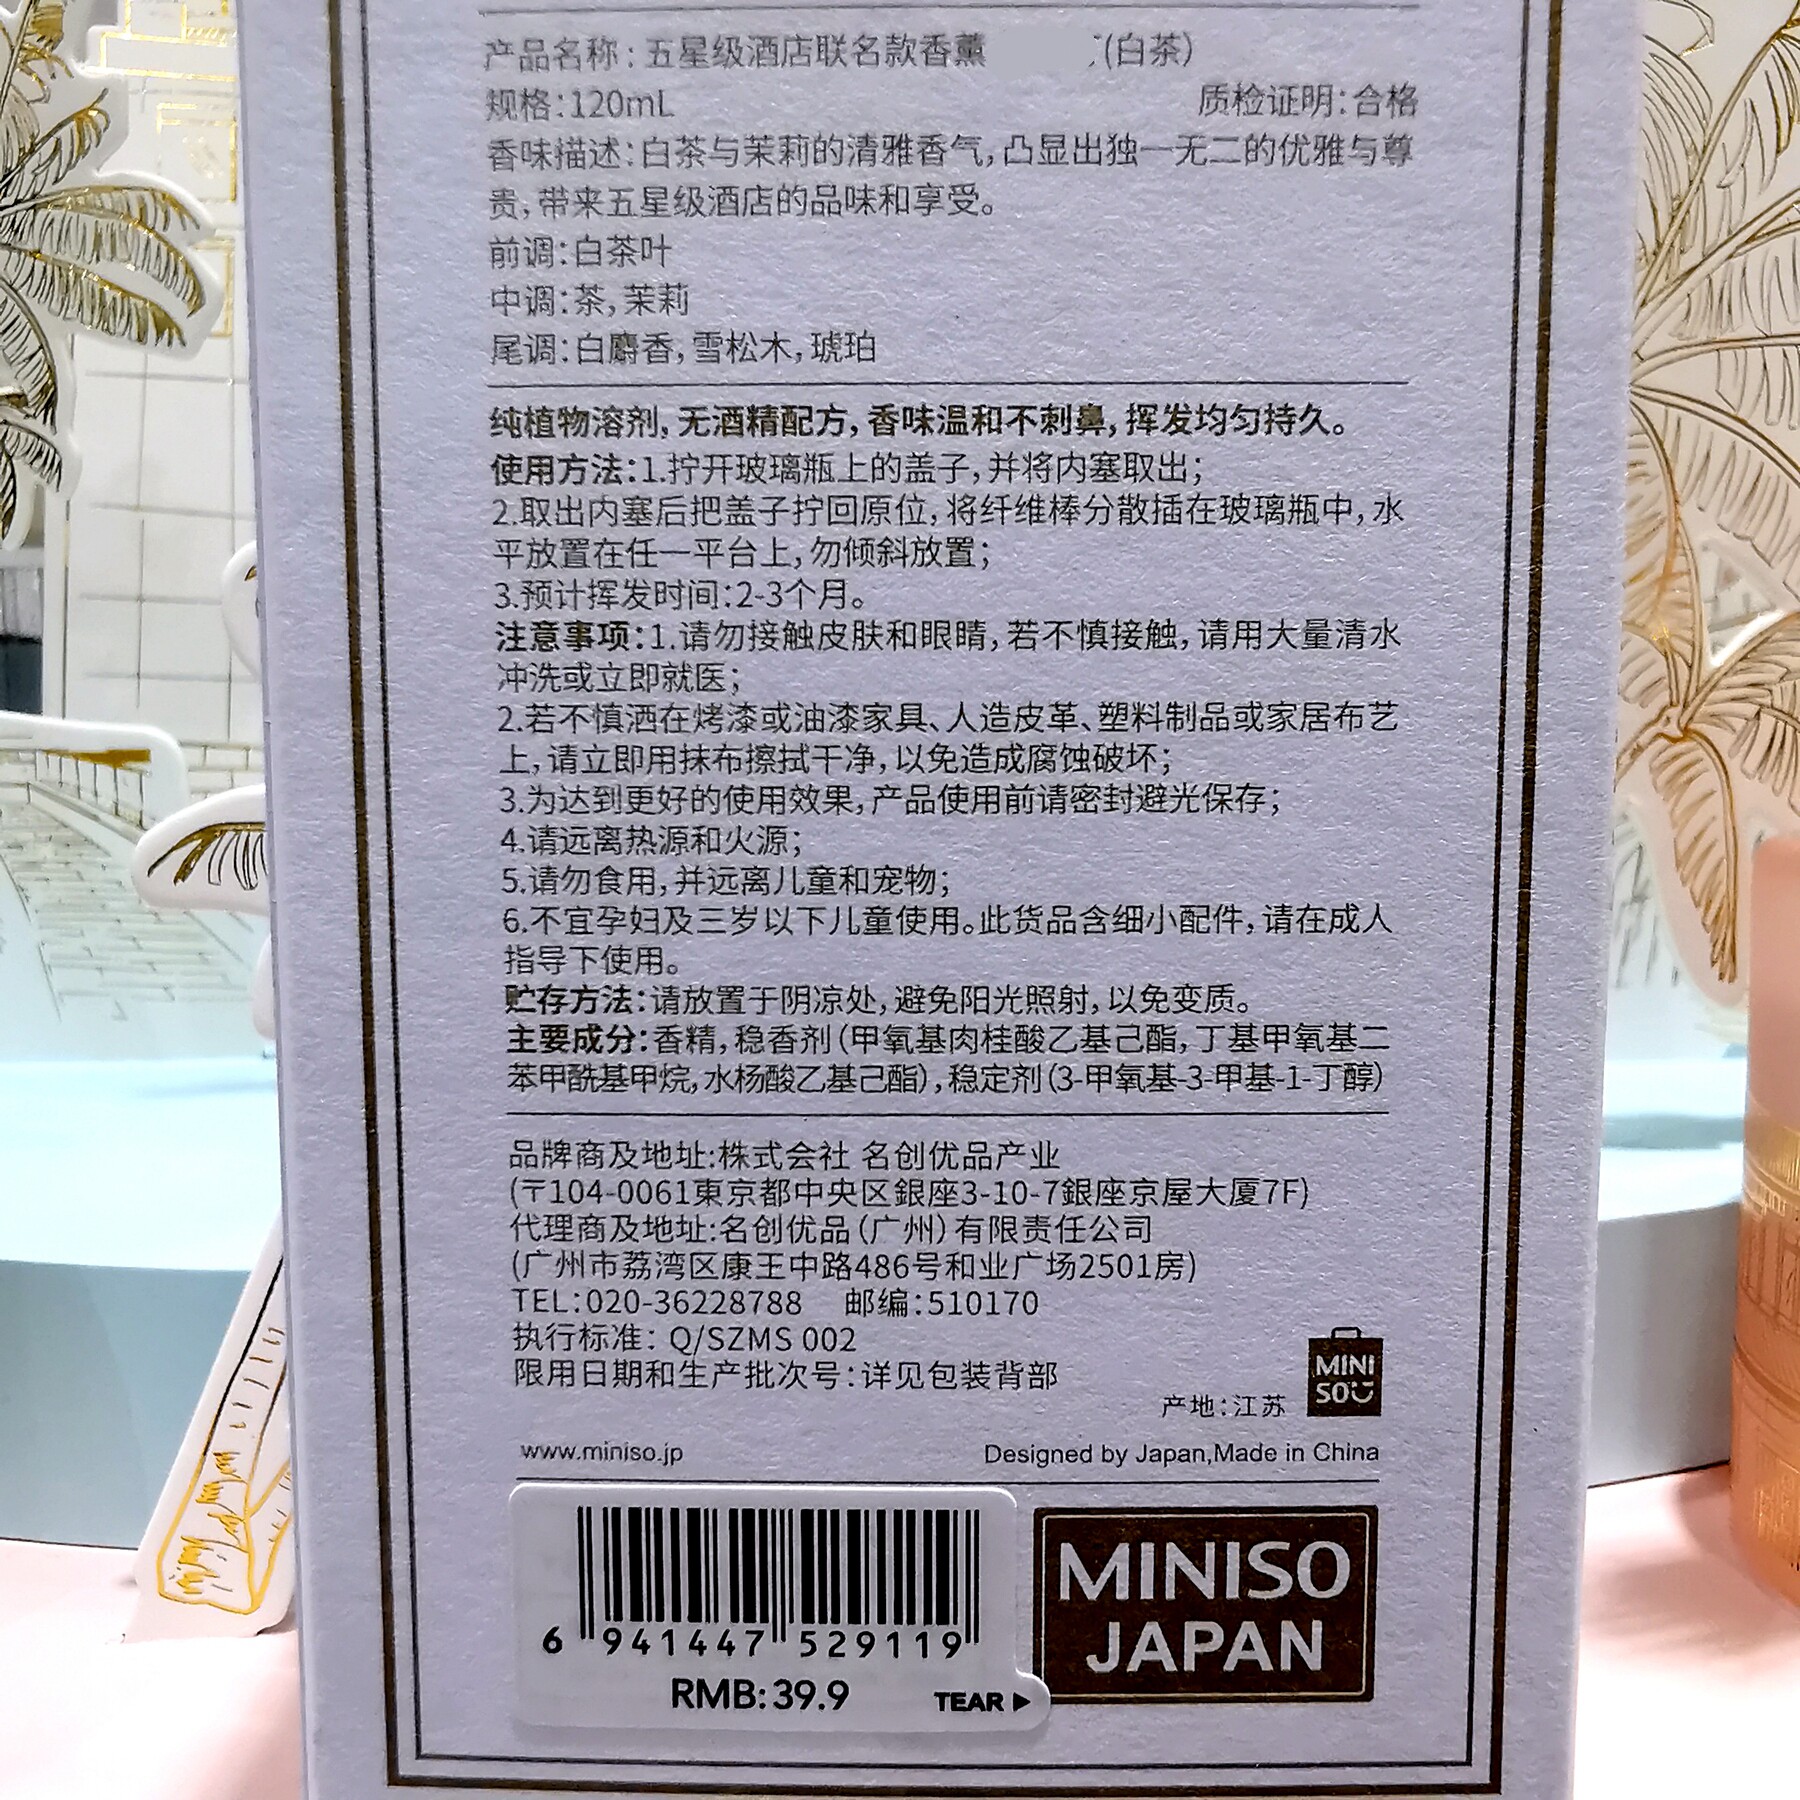 产品名称:五星级酒店联名款香薰 (白茶)
规格:120mL 质检证明:合格
香味描述:白茶与茉莉的清雅香气,凸显出独一无二的优雅与尊
贵,带来五星级酒店的品味和享受。
前调:白茶叶
中调:茶,茉莉
尾调:白麝香,雪松木,琥珀
纯植物溶剂,无酒精配方,香味温和不刺鼻,挥发均匀持久。
使用方法:1.拧开玻璃瓶上的盖子,并将内塞取出;
2.取出内塞后把盖子拧回原位,将纤维棒分散插在玻璃瓶中,水
平放置在任一平台上,勿倾斜放置;
3.预计挥发时间:2-3个月。
注意事项:1.请勿接触皮肤和眼睛,若不慎接触,请用大量清水
冲洗或立即就医;
2.若不慎洒在烤漆或油漆家具、人造皮革、塑料制品或家居布艺
上,请立即用抹布擦拭干净,以免造成腐蚀破坏;
3.为达到更好的使用效果,产品使用前请密封避光保存;
4.请远离热源和火源;
5.请勿食用,并远离儿童和宠物;
6.不宜孕妇及三岁以下儿童使用。此货品含细小配件,请在成人
指导下使用。
贮存方法:请放置于阴凉处,避免阳光照射,以免变质。
主要成分:香精,稳香剂(甲氧基肉桂酸乙基己酯,丁基甲氧基二
苯甲酰基甲烷,水杨酸乙基己酯),稳定剂(3-甲氧基-3-甲基-1-丁醇)
品牌商及地址:株式会社 名创优品产业
(〒104-0061東京都中央区銀座3-10-7銀座京屋大厦7F)
代理商及地址:名创优品(广州)有限责任公司
(广州市荔湾区康王中路486号和业广场2501房)
TEL:020-36228788 邮编:510170
执行标准: Q/SZMS 002
限用日期和生产批次号:详见包装背部
产地:江苏
MINI
SO
www.miniso.jp Designed by Japan,Made in China
6 941447 529119
RMB:39.9 TEAR
MINISO
JAPAN